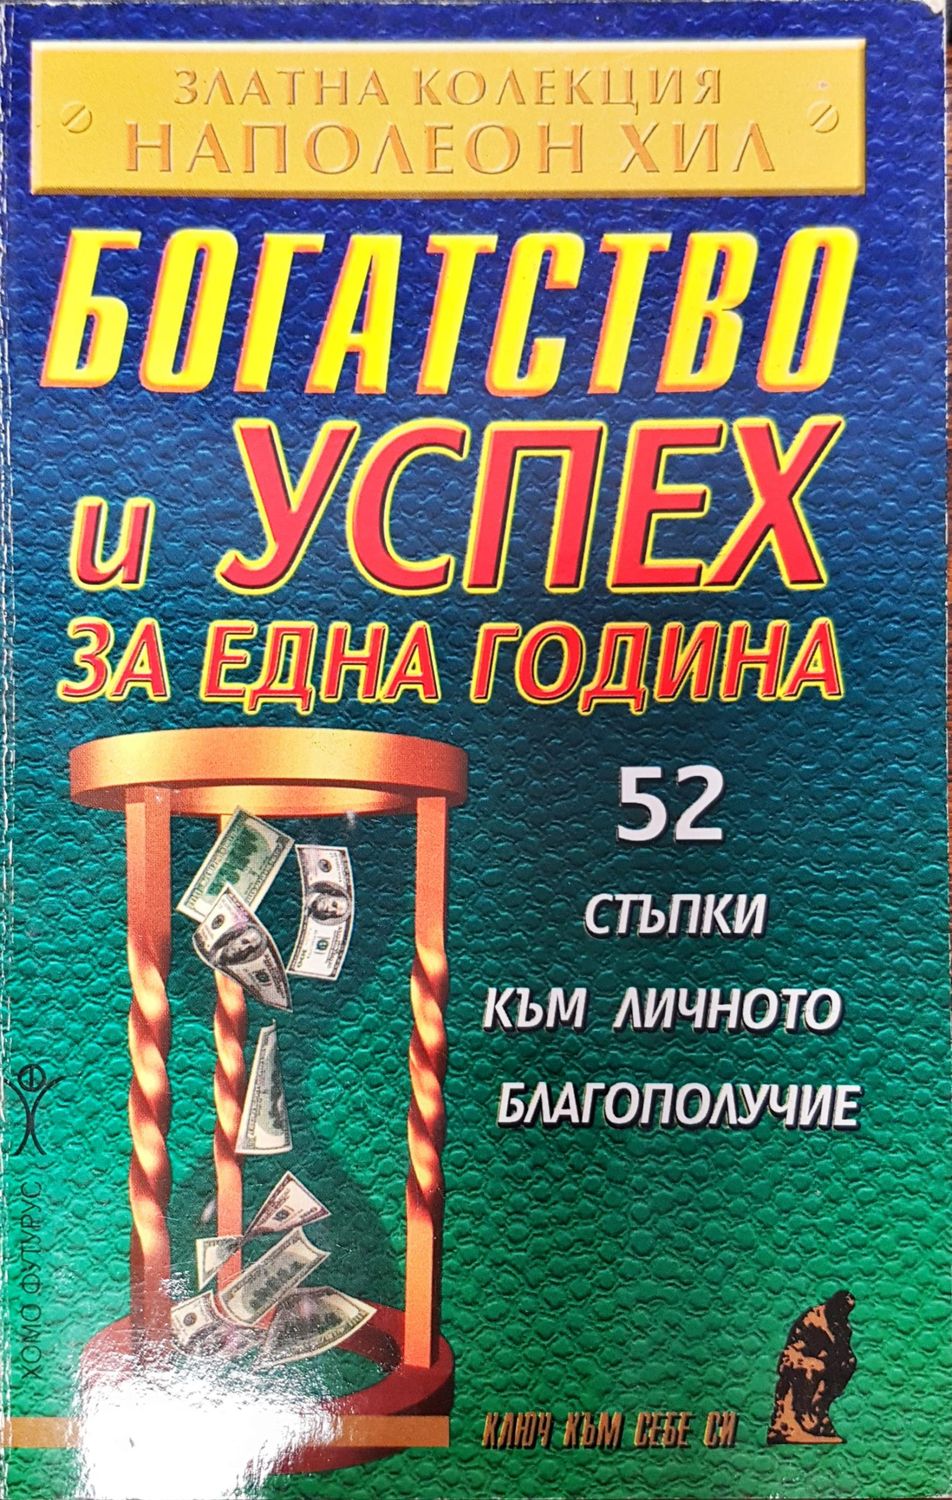 ЗЛАТНА КОЛЕКЦИЯ
НАПОЛЕОН ХИЛ
БОГАТСТВО
и УСПЕХ
ЗА ЕДНА ГОДИНА
52
СТЪПКИ
КЪМ ЛИЧНОТО
БЛАГОПОЛУЧИЕ
ХОМО ФУТУРУС
КЛЮЧ КЪМ СЕБЕ СИ